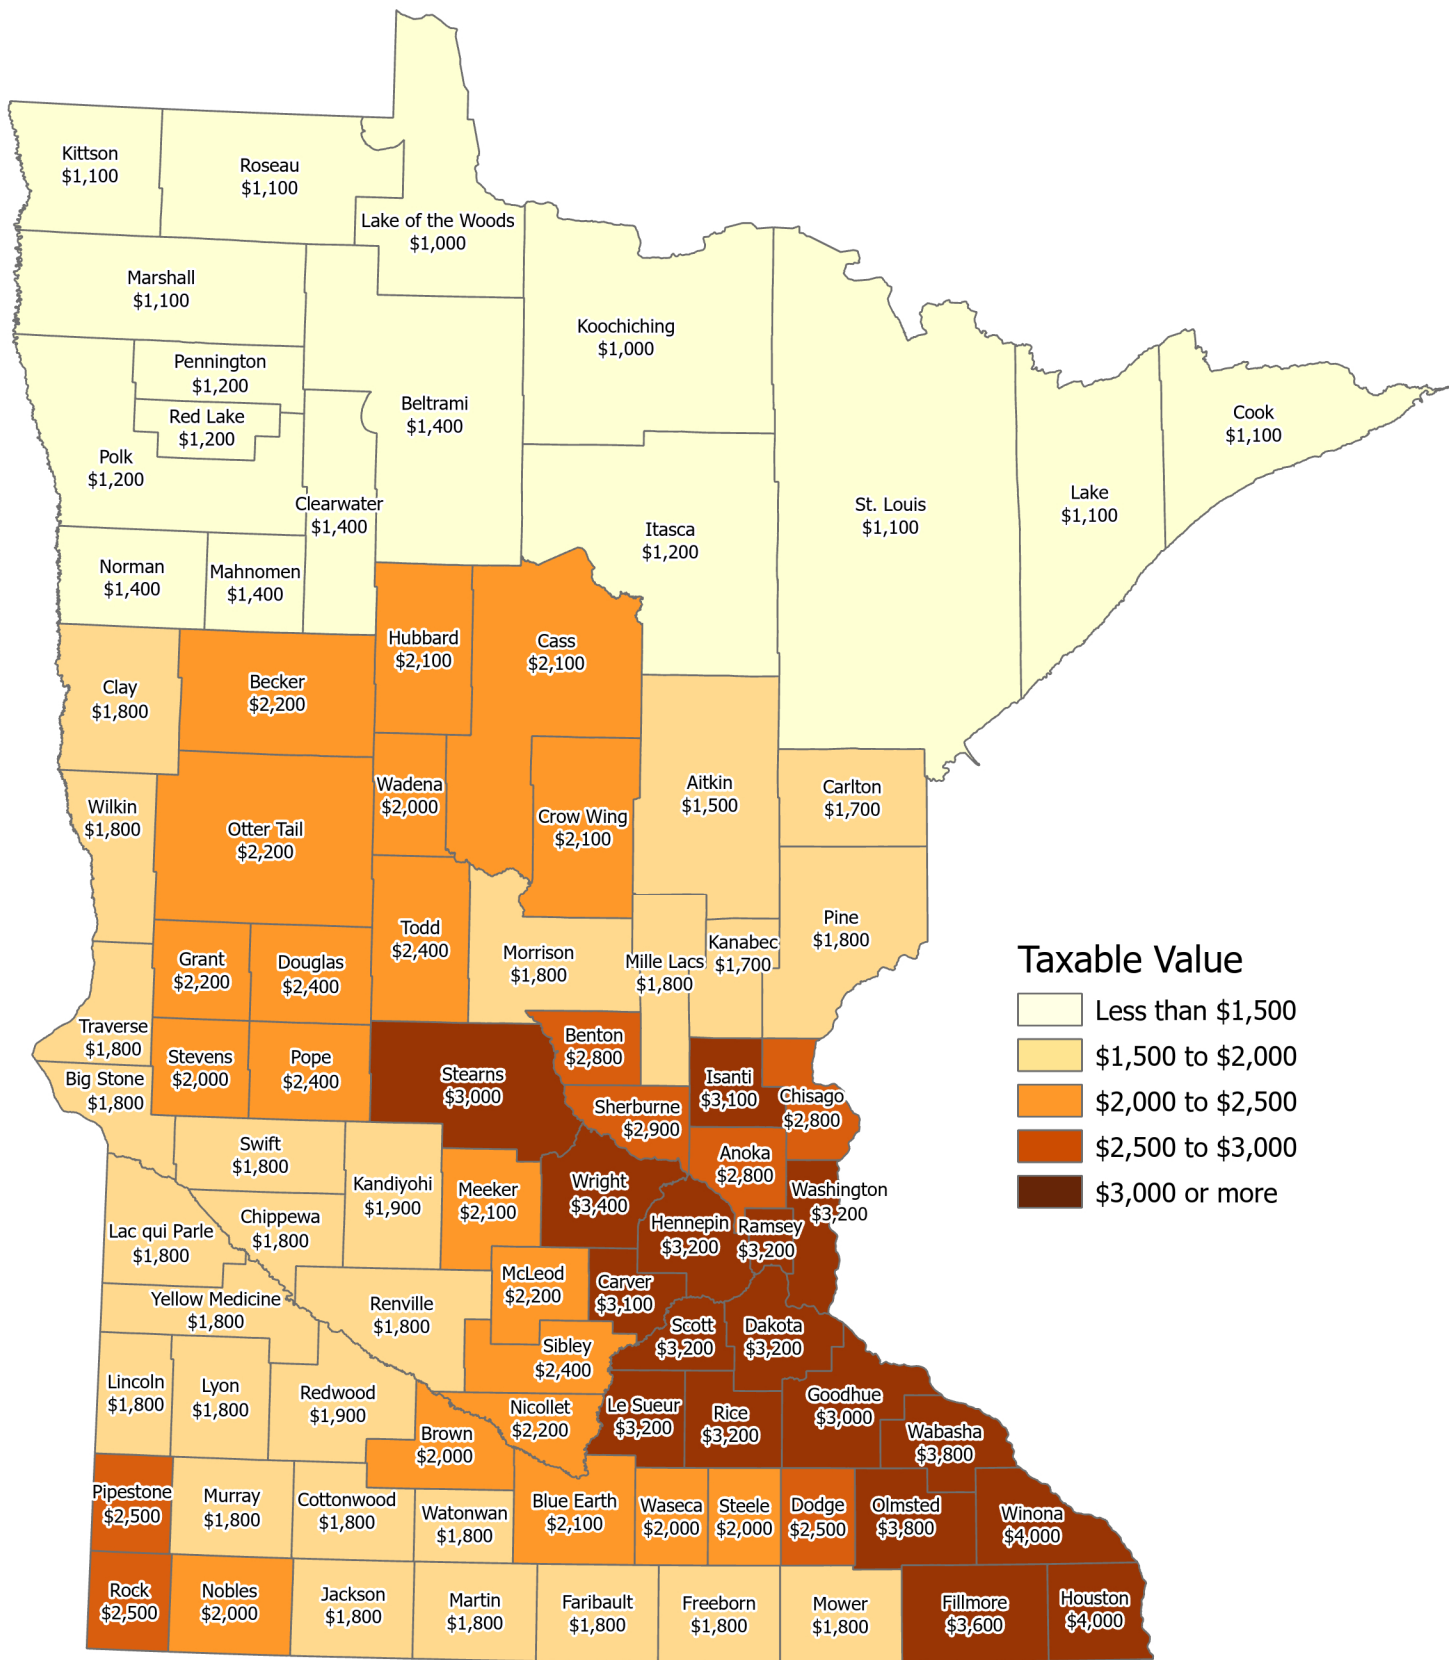 Kittson
$1,100
Roseau
$1,100
Lake of the Woods
$1,000
Marshall
$1,100
Koochiching
$1,000
Pennington
$1,200
Red Lake
$1,200
Beltrami
$1,400
Cook
$1,100
Polk
$1,200
Clearwater
$1,400
Itasca
$1,200
St. Louis
$1,100
Lake
$1,100
Norman
$1,400
Mahnomen
$1,400
Hubbard
$2,100
Cass
$2,100
Clay
$1,800
Becker
$2,200
Wadena
$2,000
Aitkin
$1,500
Carlton
$1,700
Wilkin
$1,800
Otter Tail
$2,200
Crow Wing
$2,100
Pine
$1,800
Todd
$2,400
Morrison
$1,800
Mille Lacs
$1,800
Kanabec
$1,700
Grant
$2,200
Douglas
$2,400
Taxable Value
Less than $1,500
$1,500 to $2,000
$2,000 to $2,500
$2,500 to $3,000
$3,000 or more
Traverse
$1,800
Stevens
$2,000
Pope
$2,400
Benton
$2,800
Big Stone
$1,800
Stearns
$3,000
Isanti
$3,100
Chisago
$2,800
Sherburne
$2,900
Swift
$1,800
Anoka
$2,800
Kandiyohi
$1,900
Meeker
$2,100
Wright
$3,400
Washington
$3,200
Lac qui Parle
$1,800
Chippewa
$1,800
Hennepin
$3,200
Ramsey
$3,200
McLeod
$2,200
Carver
$3,100
Yellow Medicine
$1,800
Renville
$1,800
Scott
$3,200
Dakota
$3,200
Sibley
$2,400
Lincoln
$1,800
Lyon
$1,800
Redwood
$1,900
Nicollet
$2,200
Le Sueur
$3,200
Rice
$3,200
Goodhue
$3,000
Brown
$2,000
Wabasha
$3,800
Pipestone
$2,500
Murray
$1,800
Cottonwood
$1,800
Watonwan
$1,800
Blue Earth
$2,100
Waseca
$2,000
Steele
$2,000
Dodge
$2,500
Olmsted
$3,800
Winona
$4,000
Rock
$2,500
Nobles
$2,000
Jackson
$1,800
Martin
$1,800
Faribault
$1,800
Freeborn
$1,800
Mower
$1,800
Fillmore
$3,600
Houston
$4,000